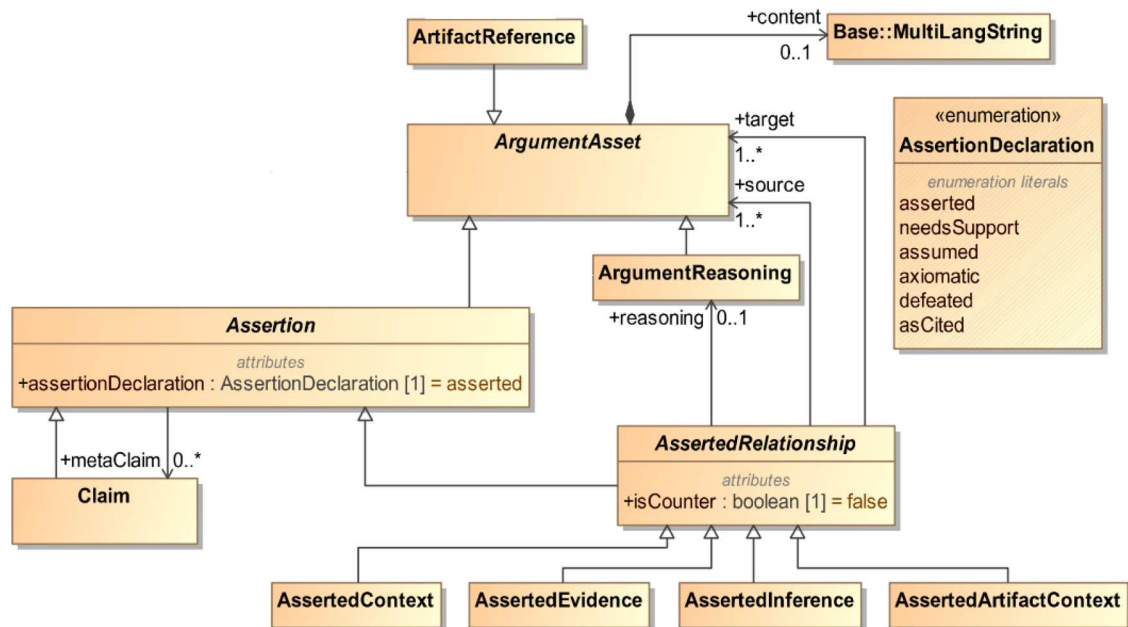 ArtifactReference
+content
0..1
Base::MultiLangString
ArgumentAsset
+target
1..*
+source
1..*
«enumeration»
AssertionDeclaration
enumeration literals
asserted
needsSupport
assumed
axiomatic
defeated
asCited
ArgumentReasoning
+reasoning 0..1
Assertion
attributes
+assertionDeclaration : AssertionDeclaration [1] = asserted
+metaClaim 0..*
Claim
AssertedRelationship
attributes
+isCounter : boolean [1] = false
AssertedContext
AssertedEvidence
AssertedInference
AssertedArtifactContext